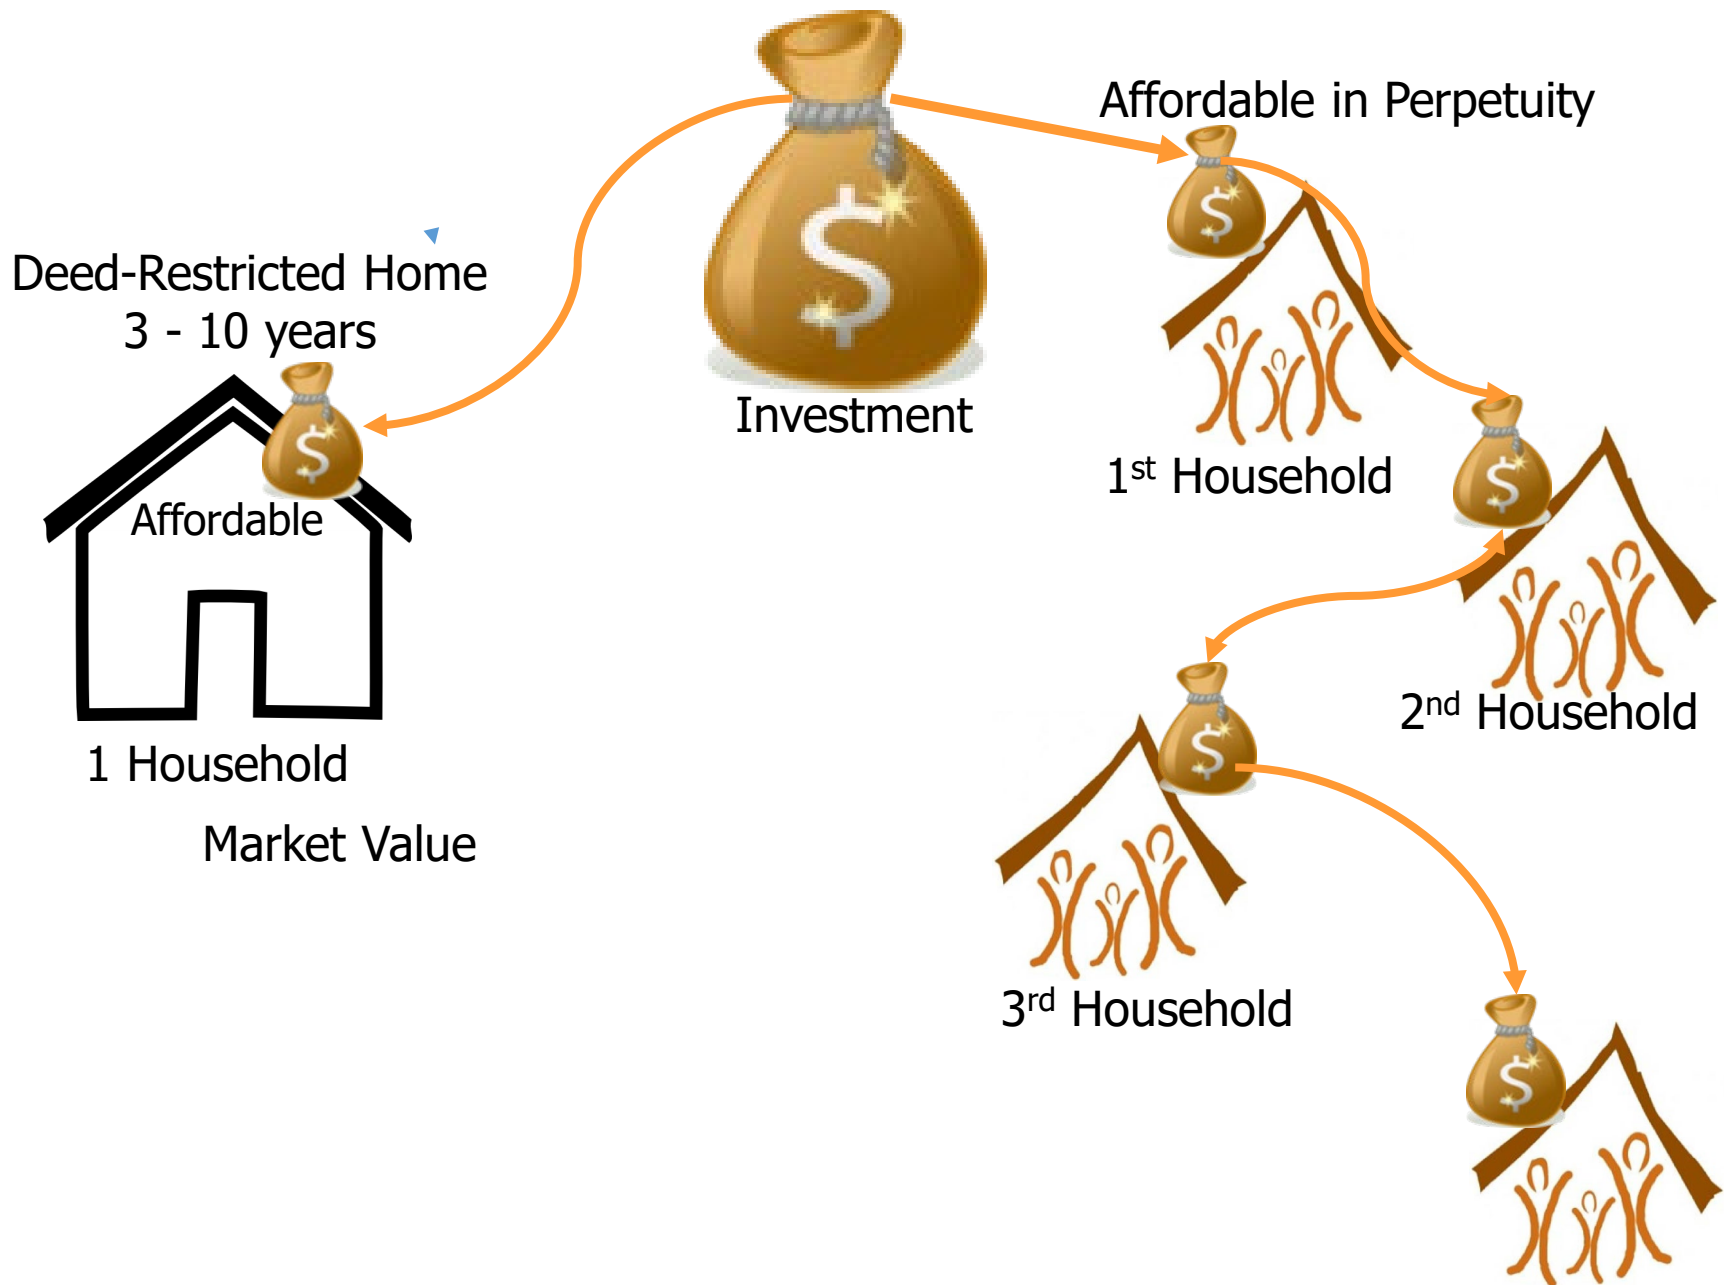 Affordable in Perpetuity
Deed-Restricted Home
3 - 10 years
Investment
Affordable
1st Household
1 Household
2nd Household
Market Value
3rd Household
$
$
$
$
$
$